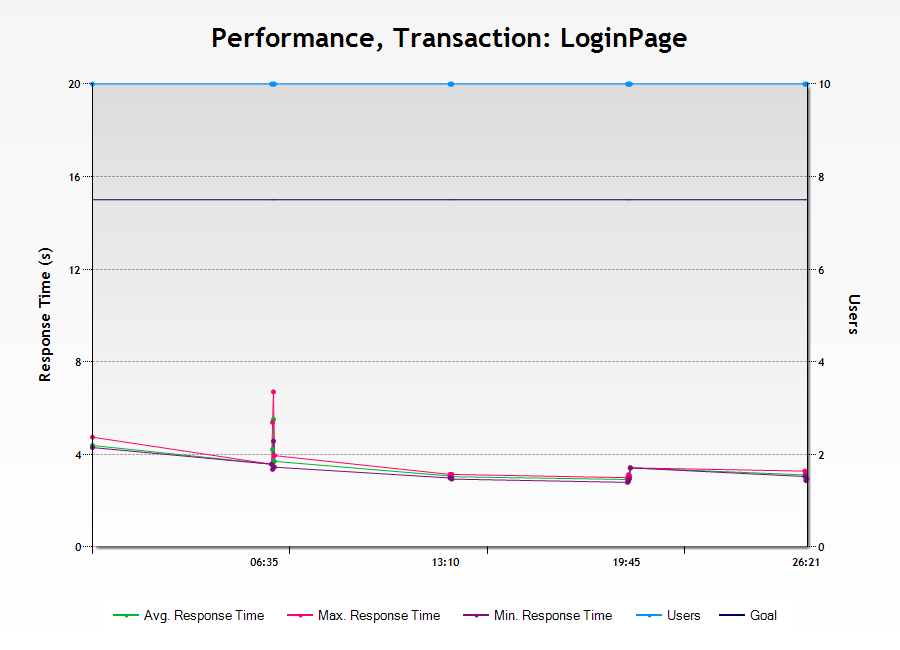 Performance, Transaction: LoginPage
20
10
16
8
12
6
8
4
4
2
0
0
Response Time (s)
Users
06:35
13:10
19:45
26:21
Avg. Response Time
Max. Response Time
Min. Response Time
Users
Goal